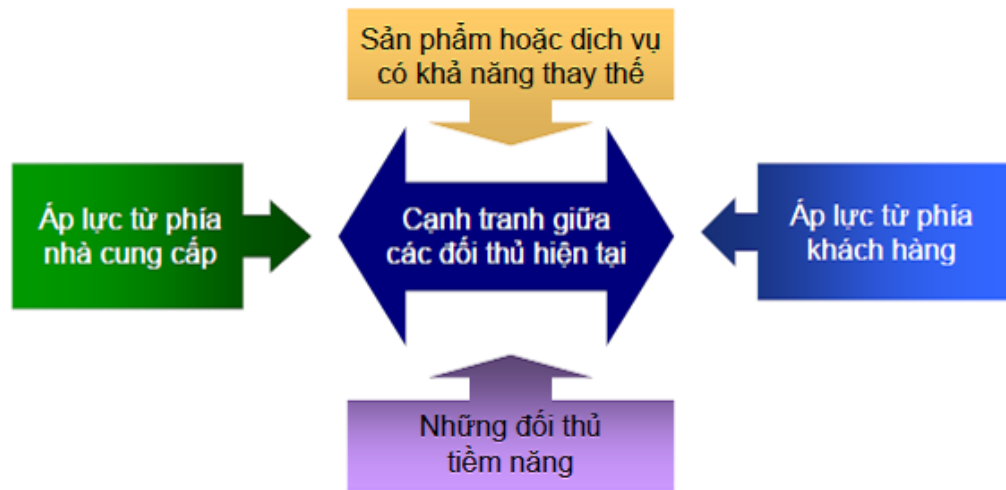 Sản phẩm hoặc dịch vụ
có khả năng thay thế
Áp lực từ phía
nhà cung cấp
Cạnh tranh giữa
các đối thủ hiện tại
Áp lực từ phía
khách hàng
Những đối thủ
tiềm năng